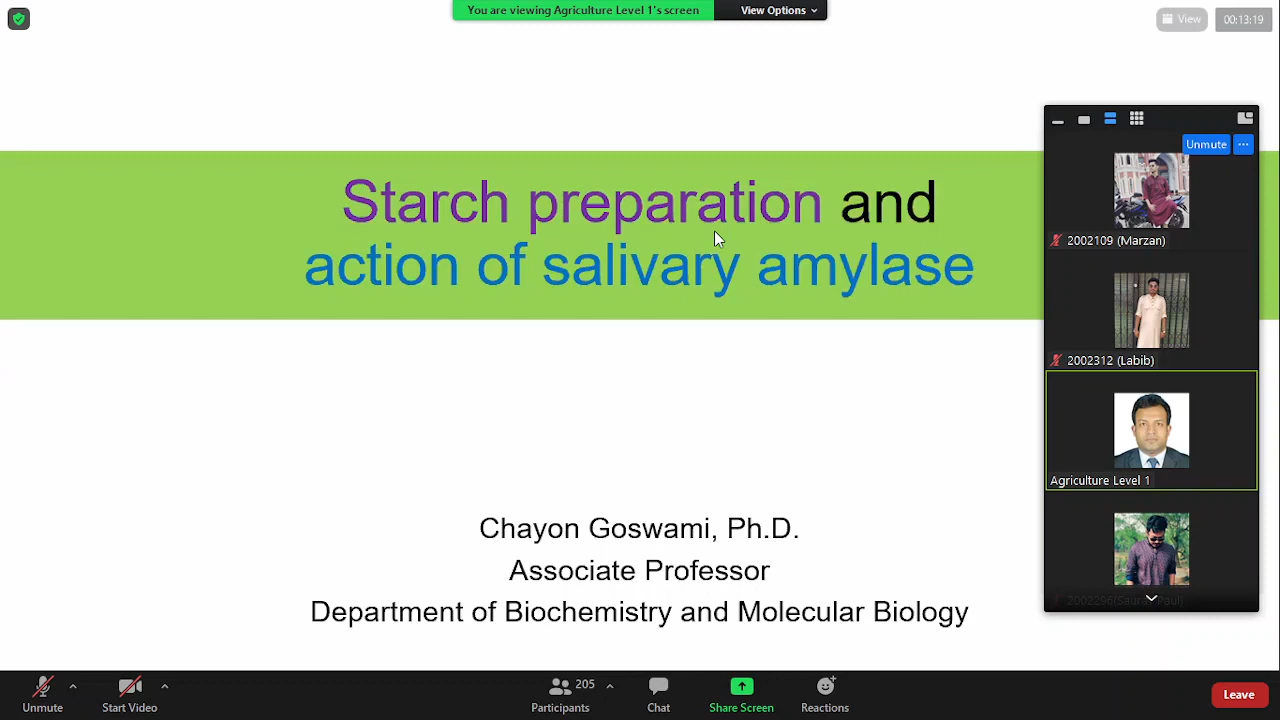 You are viewing Agriculture Level 1's screen
View Options
View
00:13:19
Starch preparation and
action of salivary amylase
Chayon Goswami, Ph.D.
Associate Professor
Department of Biochemistry and Molecular Biology
Unmute
2002109 (Marzan)
2002312 (Labib)
Agriculture Level 1
Unmute
Start Video
205
Participants
Chat
Share Screen
Reactions
Leave